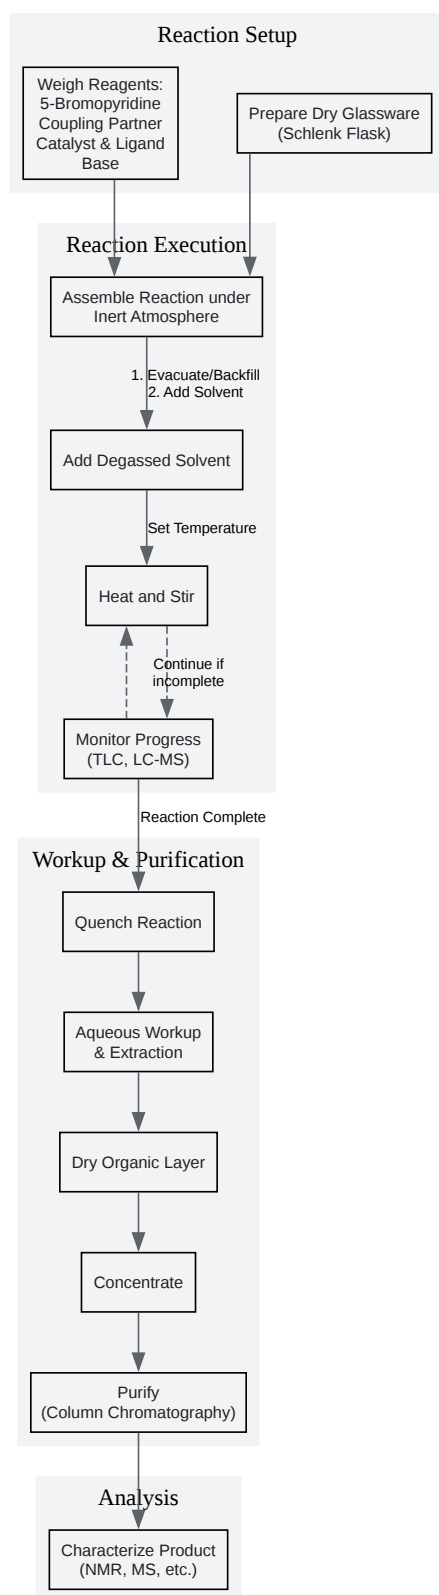 Reaction Setup
Weigh Reagents:
5-Bromopyridine
Coupling Partner
Catalyst & Ligand
Base
Prepare Dry Glassware
(Schlenk Flask)
Reaction Execution
Assemble Reaction under
Inert Atmosphere
1. Evacuate/Backfill
2. Add Solvent
Add Degassed Solvent
Set Temperature
Heat and Stir
Continue if
incomplete
Monitor Progress
(TLC, LC-MS)
Reaction Complete
Workup & Purification
Quench Reaction
Aqueous Workup
& Extraction
Dry Organic Layer
Concentrate
Purify
(Column Chromatography)
Analysis
Characterize Product
(NMR, MS, etc.)